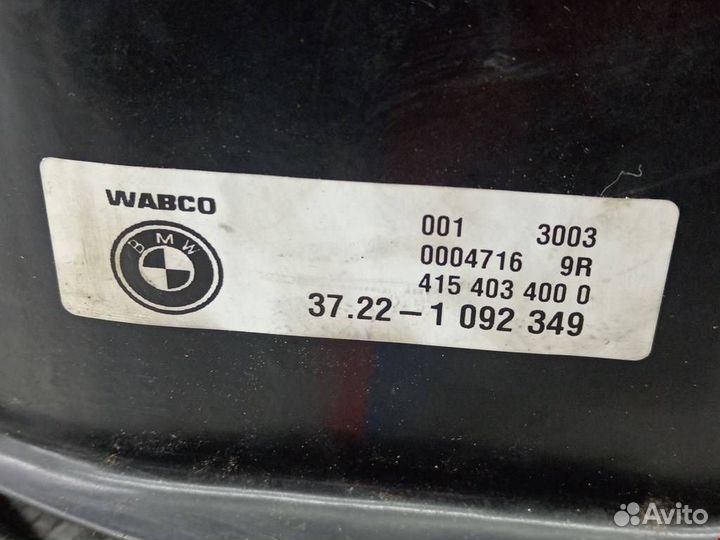 WABCO
BMW
001 3003
0004716 9R
415 403 400 0
37.22-1 092 349
Avito